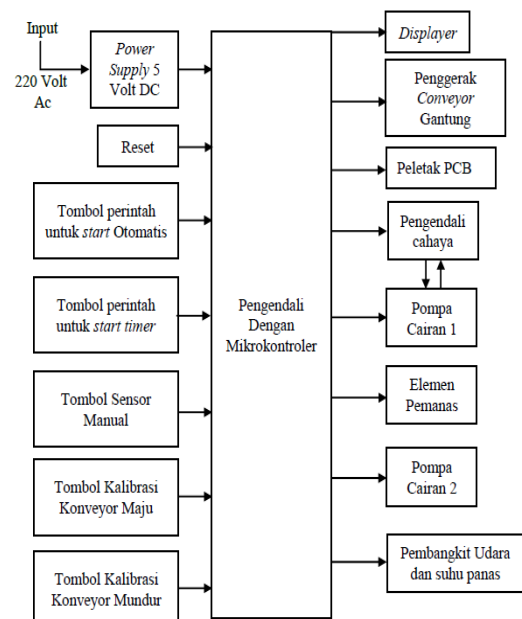 Input
220 Volt
Ac
Power
Supply 5
Volt DC
Reset
Tombol perintah
untuk start Otomatis
Tombol perintah
untuk start timer
Tombol Sensor
Manual
Tombol Kalibrasi
Konveyor Maju
Tombol Kalibrasi
Konveyor Mundur
Pengendali
Dengan
Mikrokontroler
Displayer
Penggerak
Conveyor
Gantung
Peletak PCB
Pengendali
cahaya
Pompa
Cairan 1
Elemen
Pemanas
Pompa
Cairan 2
Pembangkit Udara
dan suhu panas